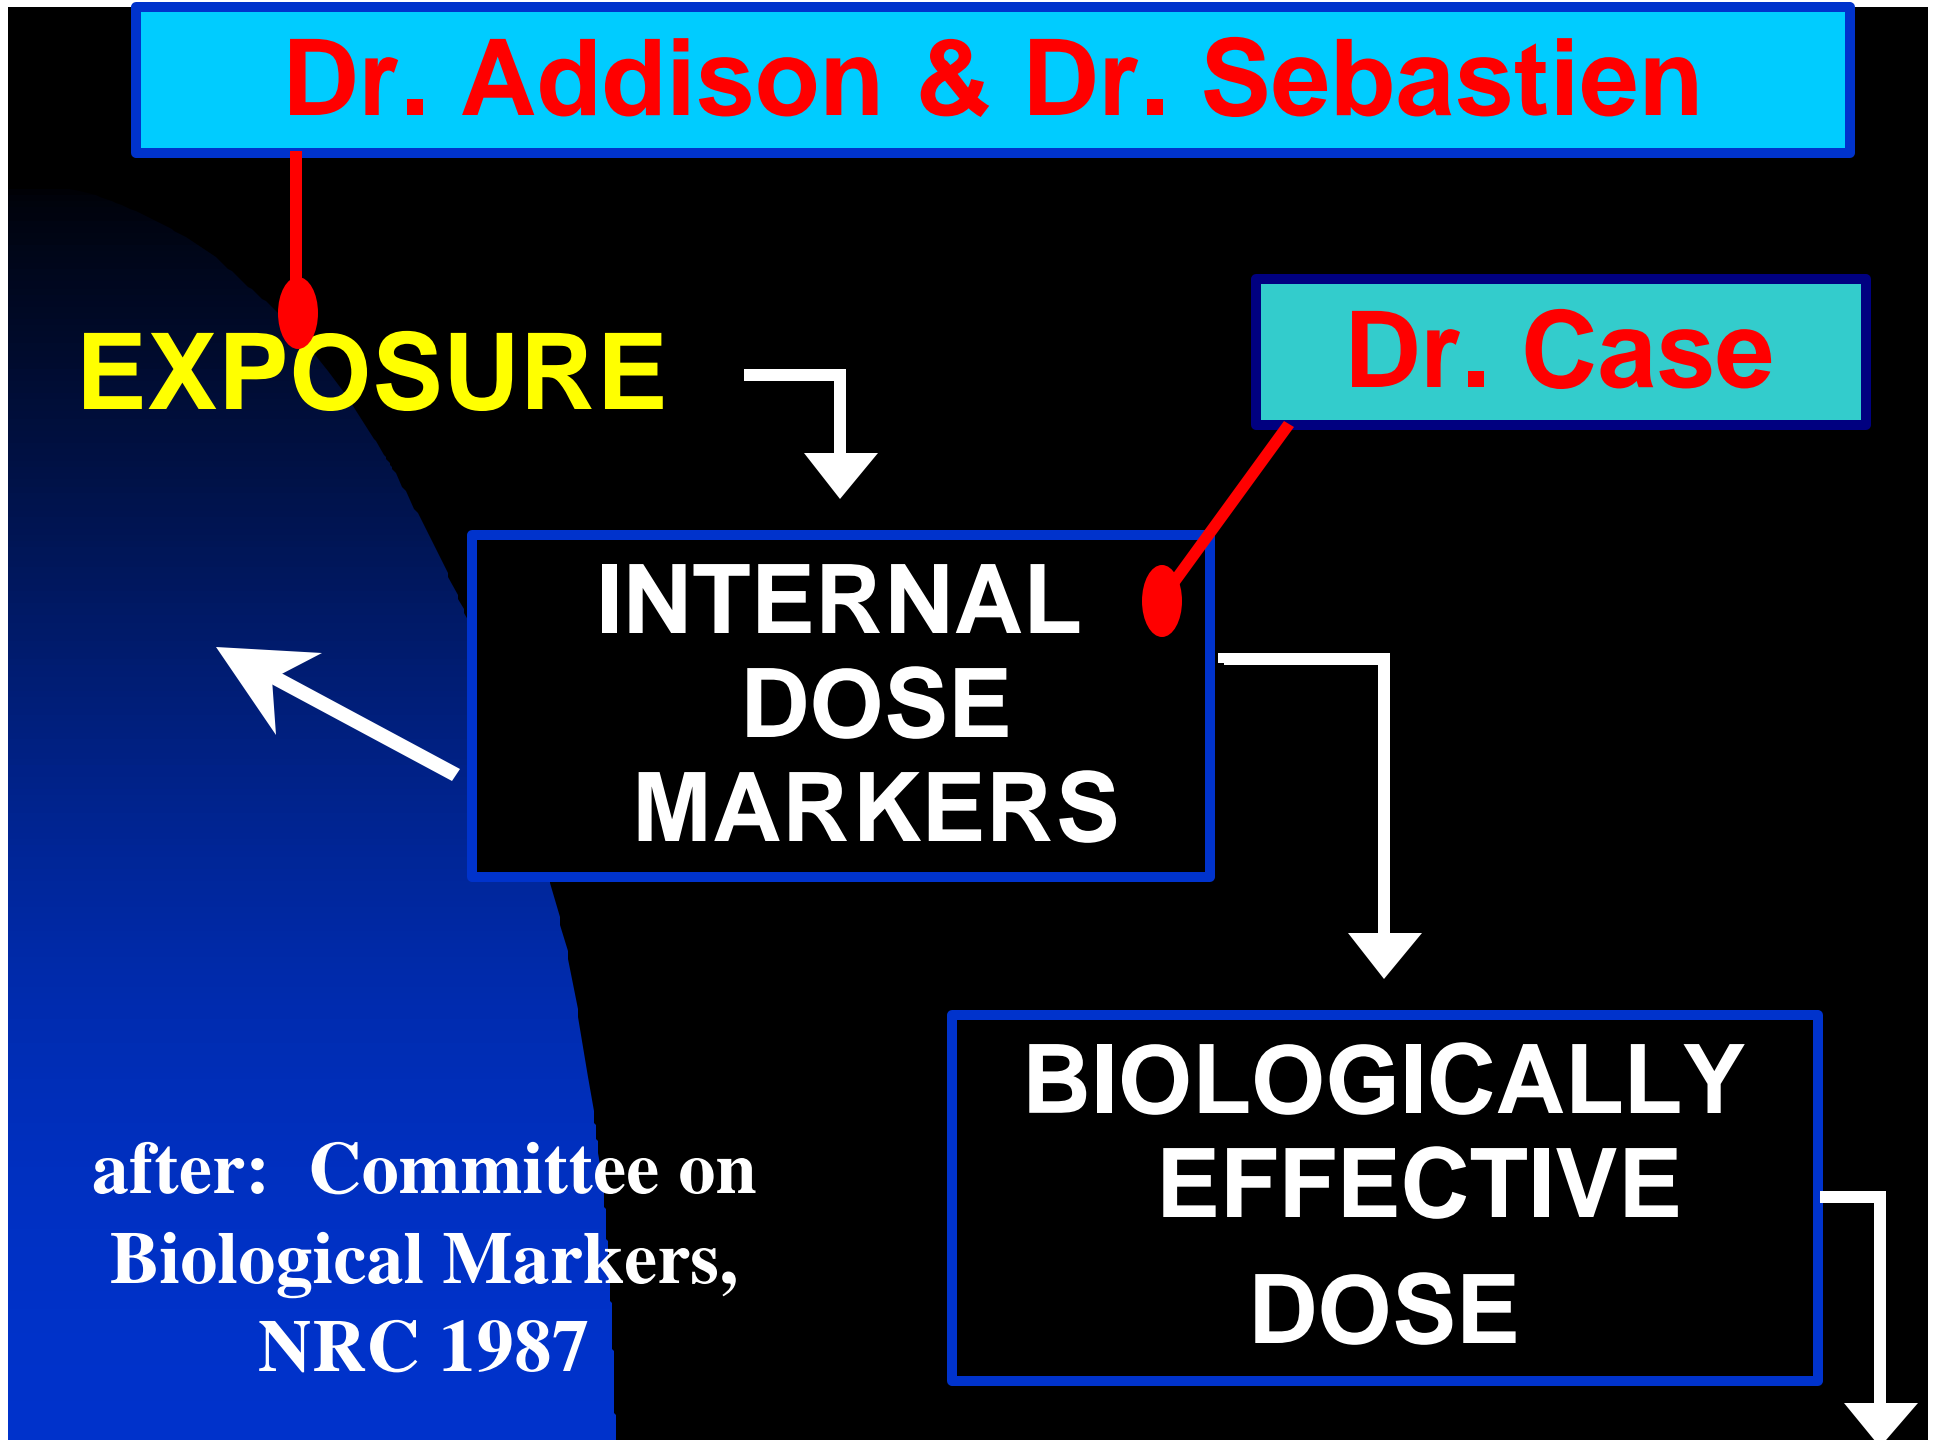 Dr. Addison & Dr. Sebastien
EXPOSURE
Dr. Case
INTERNAL
DOSE
MARKERS
BIOLOGICALLY
EFFECTIVE
DOSE
after: Committee on
Biological Markers,
NRC 1987